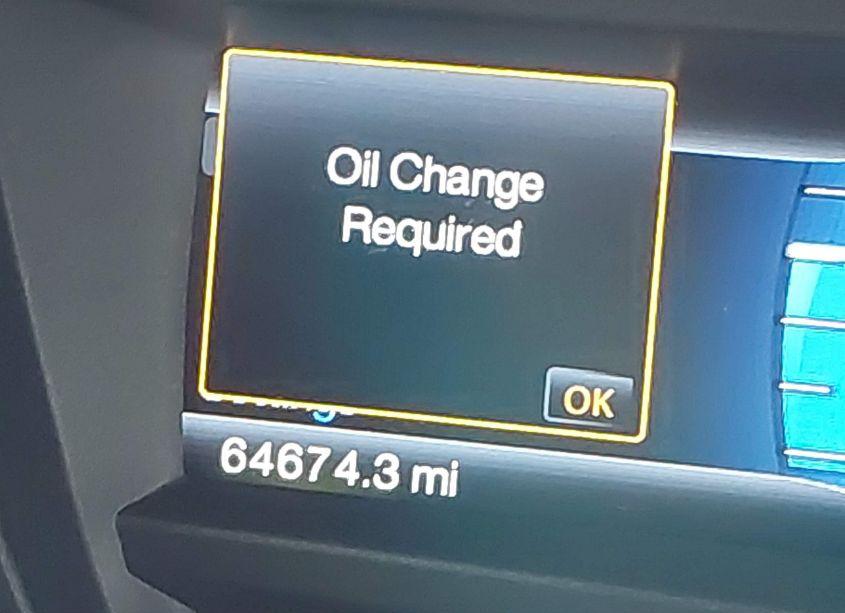 Oil Change
Required
OK
64674.3 mi